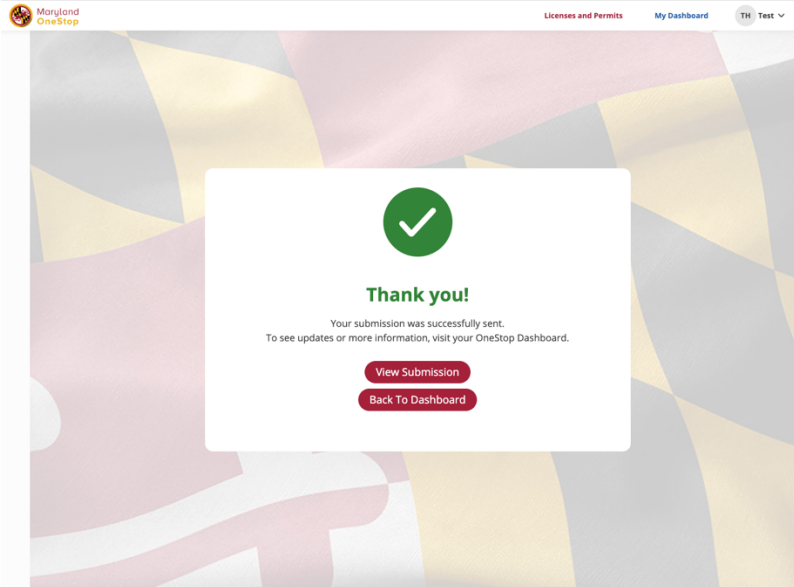 Maryland
OneStop
Licenses and Permits
My Dashboard
TH
Test
Thank you!
Your submission was successfully sent.
To see updates or more information, visit your OneStop Dashboard.
View Submission
Back To Dashboard